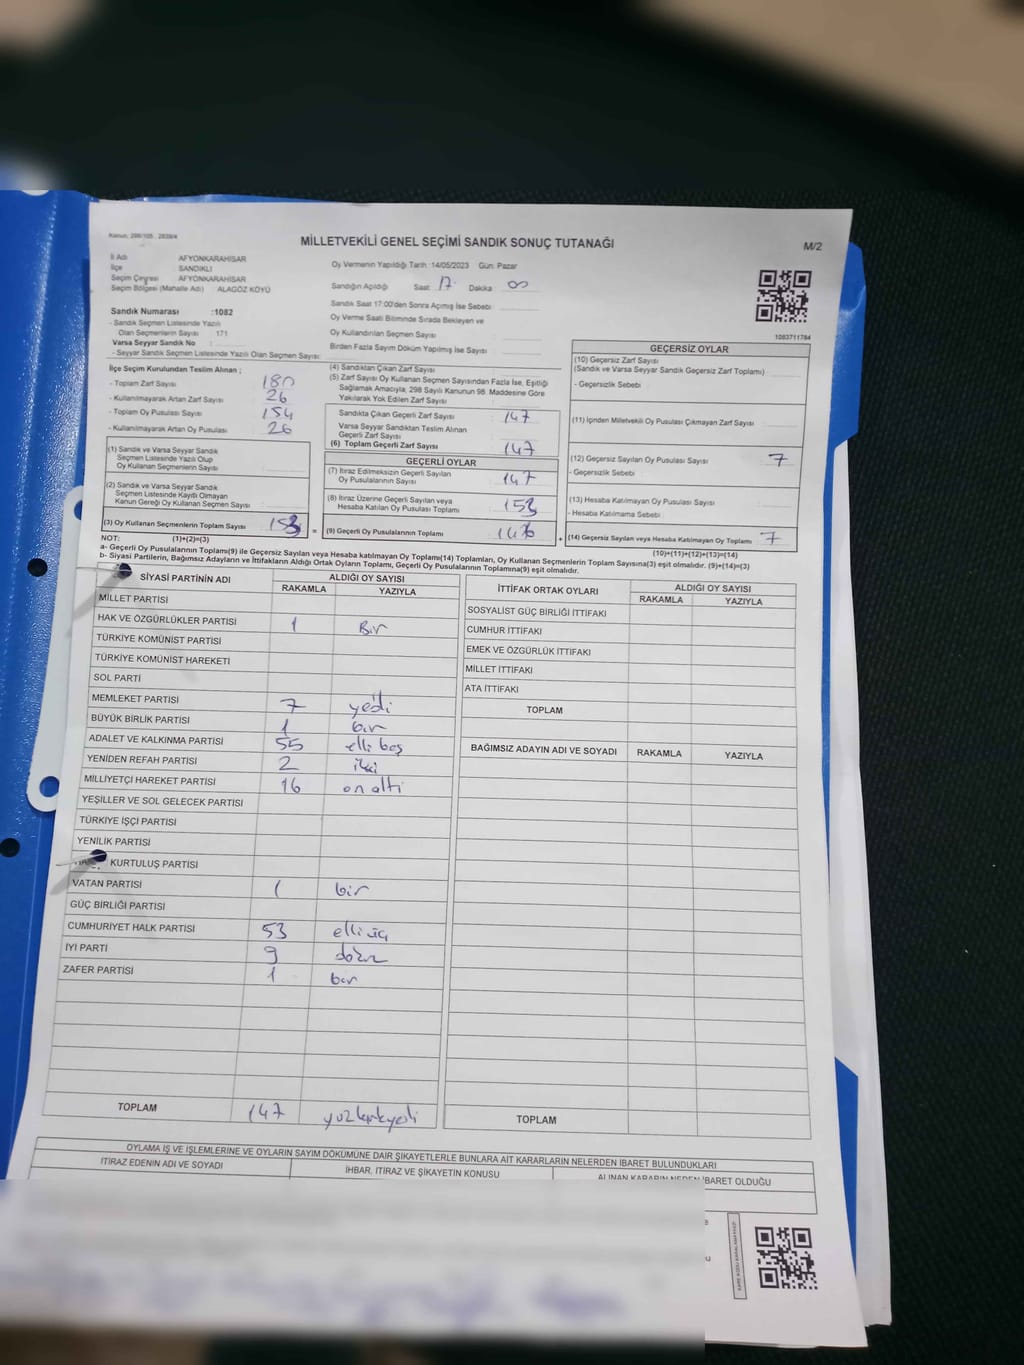 Kanun: 298/105, 2839/4
MİLLETVEKİLİ GENEL SEÇİMİ SANDIK SONUÇ TUTANAĞI
M/2
İl Adı AFYONKARAHİSAR
İlçe SANDIKLI
Seçim Çevresi AFYONKARAHİSAR
Seçim Bölgesi (Mahalle Adı) ALAGÖZ KÖYÜ
Oy Vermenin Yapıldığı Tarih :14/05/2023 Gün: Pazar
Sandığın Açıldığı Saat 17 Dakika 00
Sandık Saat 17:00'den Sonra Açımış İse Sebebi
Oy Verme Saati Bitiminde Sırada Bekleyen ve
Oy Kullandırılan Seçmen Sayısı
Birden Fazla Sayım Döküm Yapılmış İse Sayısı
Sandık Numarası :1082
- Sandık Seçmen Listesinde Yazılı
Olan Seçmenlerin Sayısı 171
Varsa Seyyar Sandık No :
- Seyyar Sandık Seçmen Listesinde Yazılı Olan Seçmen Sayısı:
1083711784
İlçe Seçim Kurulundan Teslim Alınan ;
- Toplam Zarf Sayısı 180
- Kullanılmayarak Artan Zarf Sayısı 26
- Toplam Oy Pusulası Sayısı 154
- Kullanılmayarak Artan Oy Pusulası 26
(1) Sandık ve Varsa Seyyar Sandık
Seçmen Listesinde Yazılı Olup
Oy Kullanan Seçmenlerin Sayısı
(2) Sandık ve Varsa Seyyar Sandık
Seçmen Listesinde Kayıtlı Olmayan
Kanun Gereği Oy Kullanan Seçmen Sayısı
(3) Oy Kullanan Seçmenlerin Toplam Sayısı 153 =
(4) Sandıktan Çıkan Zarf Sayısı
(5) Zarf Sayısı Oy Kullanan Seçmen Sayısından Fazla İse, Eşitliği
Sağlamak Amacıyla; 298 Sayılı Kanunun 98. Maddesine Göre
Yakılarak Yok Edilen Zarf Sayısı
Sandıkta Çıkan Geçerli Zarf Sayısı 147
Varsa Seyyar Sandıktan Teslim Alınan
Geçerli Zarf Sayısı
(6) Toplam Geçerli Zarf Sayısı 147
GEÇERLİ OYLAR
(7) İtiraz Edilmeksizin Geçerli Sayılan
Oy Pusulalarının Sayısı 147
(8) İtiraz Üzerine Geçerli Sayılan veya
Hesaba Katılan Oy Pusulası Toplamı 153
(9) Geçerli Oy Pusulalarının Toplamı +
GEÇERSİZ OYLAR
(10) Geçersiz Zarf Sayısı
(Sandık ve Varsa Seyyar Sandık Geçersiz Zarf Toplamı)
- Geçersizlik Sebebi
(11) İçinden Milletvekili Oy Pusulası Çıkmayan Zarf Sayısı
(12) Geçersiz Sayılan Oy Pusulası Sayısı 7
- Geçersizlik Sebebi
(13) Hesaba Katılmayan Oy Pusulası Sayısı
- Hesaba Katılmama Sebebi
(14) Geçersiz Sayılan veya Hesaba Katılmayan Oy Toplamı 7
NOT: (1)+(2)=(3) (10)+(11)+(12)+(13)=(14)
a- Geçerli Oy Pusulalarının Toplamı(9) ile Geçersiz Sayılan veya Hesaba katılmayan Oy Toplamı(14) Toplamları, Oy Kullanan Seçmenlerin Toplam Sayısına(3) eşit olmalıdır. (9)+(14)=(3)
b- Siyasi Partilerin, Bağımsız Adayların ve İttifakların Aldığı Ortak Oyların Toplamı, Geçerli Oy Pusulalarının Toplamına(9) eşit olmalıdır.
SİYASİ PARTİNİN ADI ALDIĞI OY SAYISI
RAKAMLA YAZIYLA
MİLLET PARTİSİ
HAK VE ÖZGÜRLÜKLER PARTİSİ 1 Bir
TÜRKİYE KOMÜNİST PARTİSİ
TÜRKİYE KOMÜNİST HAREKETİ
SOL PARTİ
MEMLEKET PARTİSİ 7 yedi
BÜYÜK BİRLİK PARTİSİ 1 bir
ADALET VE KALKINMA PARTİSİ 55 elli beş
YENİDEN REFAH PARTİSİ 2 iki
MİLLİYETÇİ HAREKET PARTİSİ 16 on altı
YEŞİLLER VE SOL GELECEK PARTİSİ
TÜRKİYE İŞÇİ PARTİSİ
YENİLİK PARTİSİ
KURTULUŞ PARTİSİ
VATAN PARTİSİ 1 bir
GÜÇ BİRLİĞİ PARTİSİ
CUMHURİYET HALK PARTİSİ 53 elli üç
İYİ PARTİ 9 dokuz
ZAFER PARTİSİ 1 bir
TOPLAM 147 yüzkırkyedi
İTTİFAK ORTAK OYLARI ALDIĞI OY SAYISI
RAKAMLA YAZIYLA
SOSYALİST GÜÇ BİRLİĞİ İTTİFAKI
CUMHUR İTTİFAKI
EMEK VE ÖZGÜRLÜK İTTİFAKI
MİLLET İTTİFAKI
ATA İTTİFAKI
TOPLAM
BAĞIMSIZ ADAYIN ADI VE SOYADI RAKAMLA YAZIYLA
TOPLAM
OYLAMA İŞ VE İŞLEMLERİNE VE OYLARIN SAYIM DÖKÜMÜNE DAİR ŞİKAYETLERLE BUNLARA AİT KARARLARIN NELERDEN İBARET BULUNDUKLARI
İTİRAZ EDENİN ADI VE SOYADI İHBAR, İTİRAZ VE ŞİKAYETİN KONUSU ALINAN KARARIN NEDEN İBARET OLDUĞU